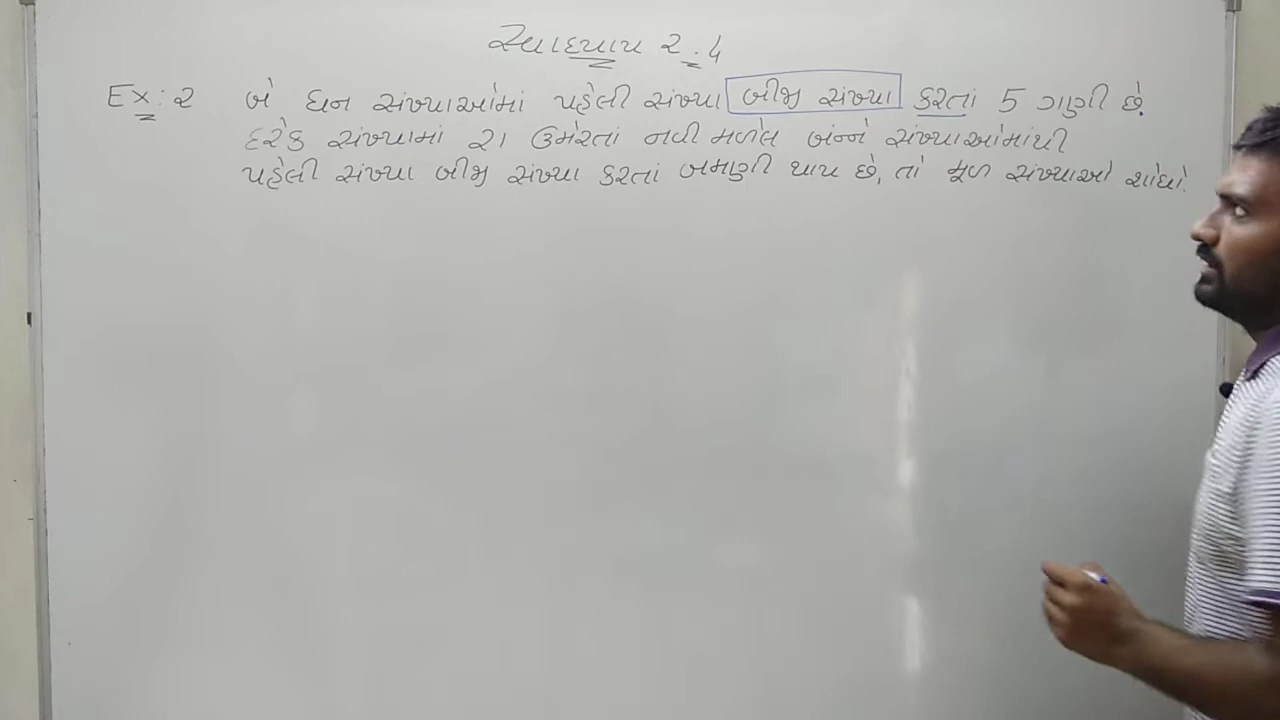 સ્વાધ્યાય ૨.૪
Ex: ૨ બે ધન સંખ્યાઓમાં પહેલી સંખ્યા બીજી સંખ્યા કરતાં 5 ગણી છે.
દરેક સંખ્યામાં ૨૧ ઉમેરતાં નવી મળેલ બંન્ને સંખ્યાઓમાંથી
પહેલી સંખ્યા બીજી સંખ્યા કરતાં બમણી થાય છે, તો મૂળ સંખ્યાઓ શોધો.